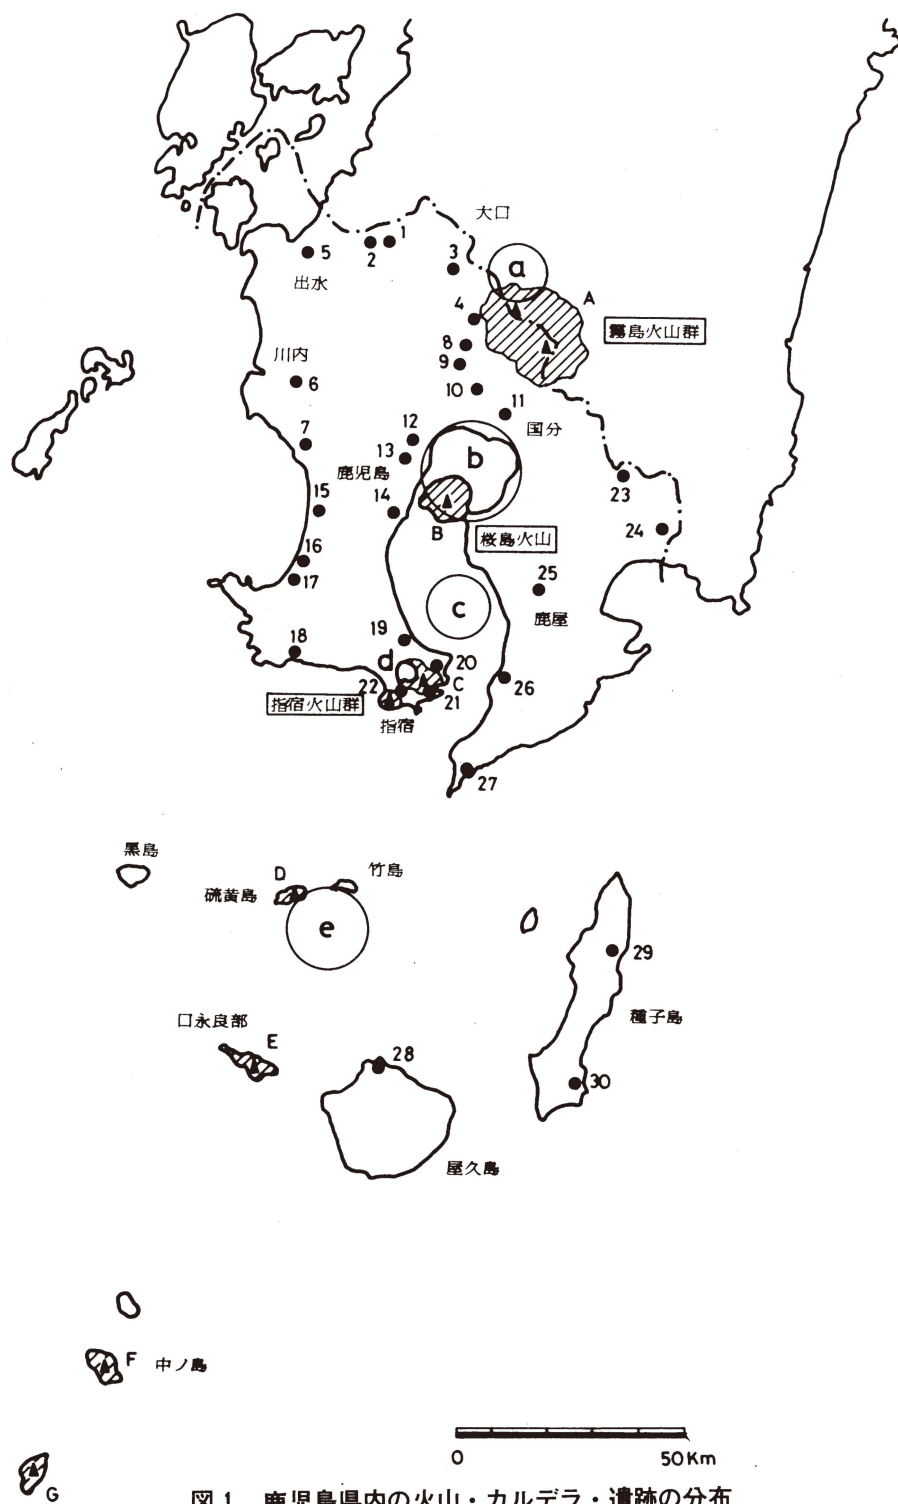 大口
1
2
3
a
5
出水
A
4
霧島火山群
8
川内
9
6
10
11
12
国分
7
13
b
鹿児島
23
15
14
B
桜島火山
24
16
17
25
c
鹿屋
19
18
d
20
C
22
21
26
指宿火山群
指宿
27
黒島
D
竹島
硫黄島
e
29
種子島
口永良部
E
28
30
屋久島
F
中ノ島
0
50Km
G
図1 鹿児島県内の火山・カルデラ・遺跡の分布